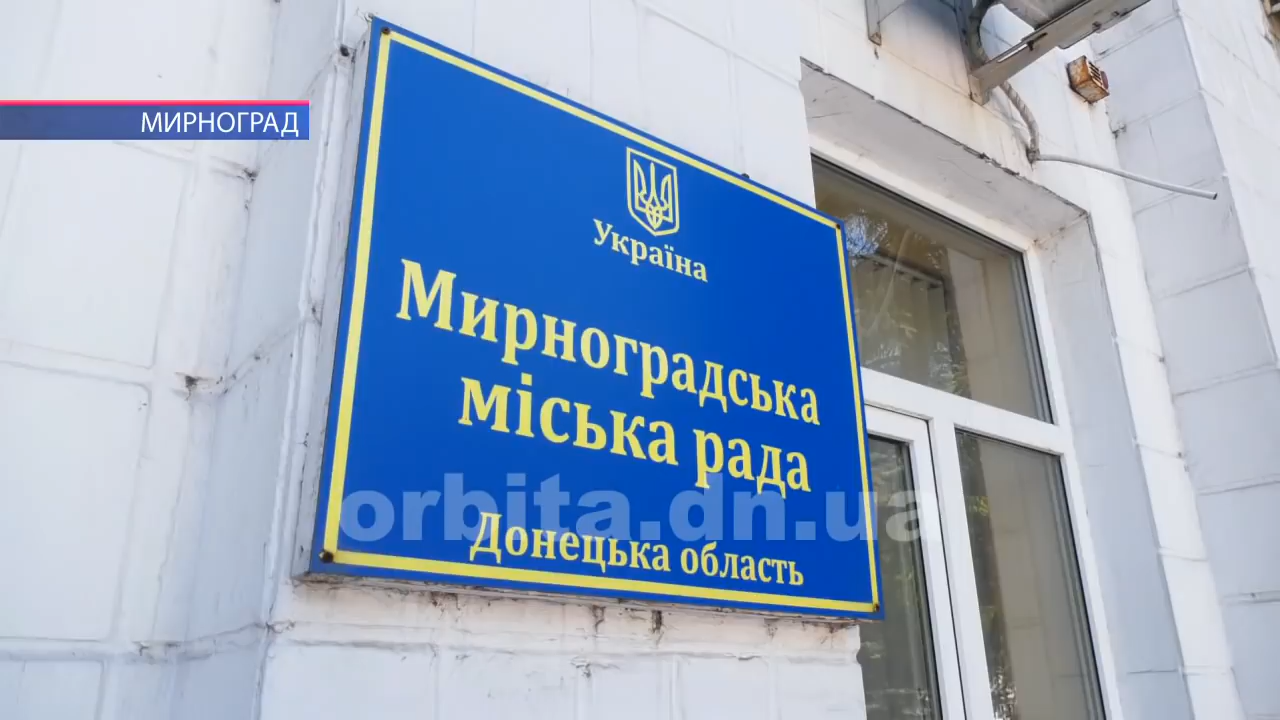 МИРНОГРАД
Україна
Мирноградська
міська рада
orbita.dn.ua
Донецька область